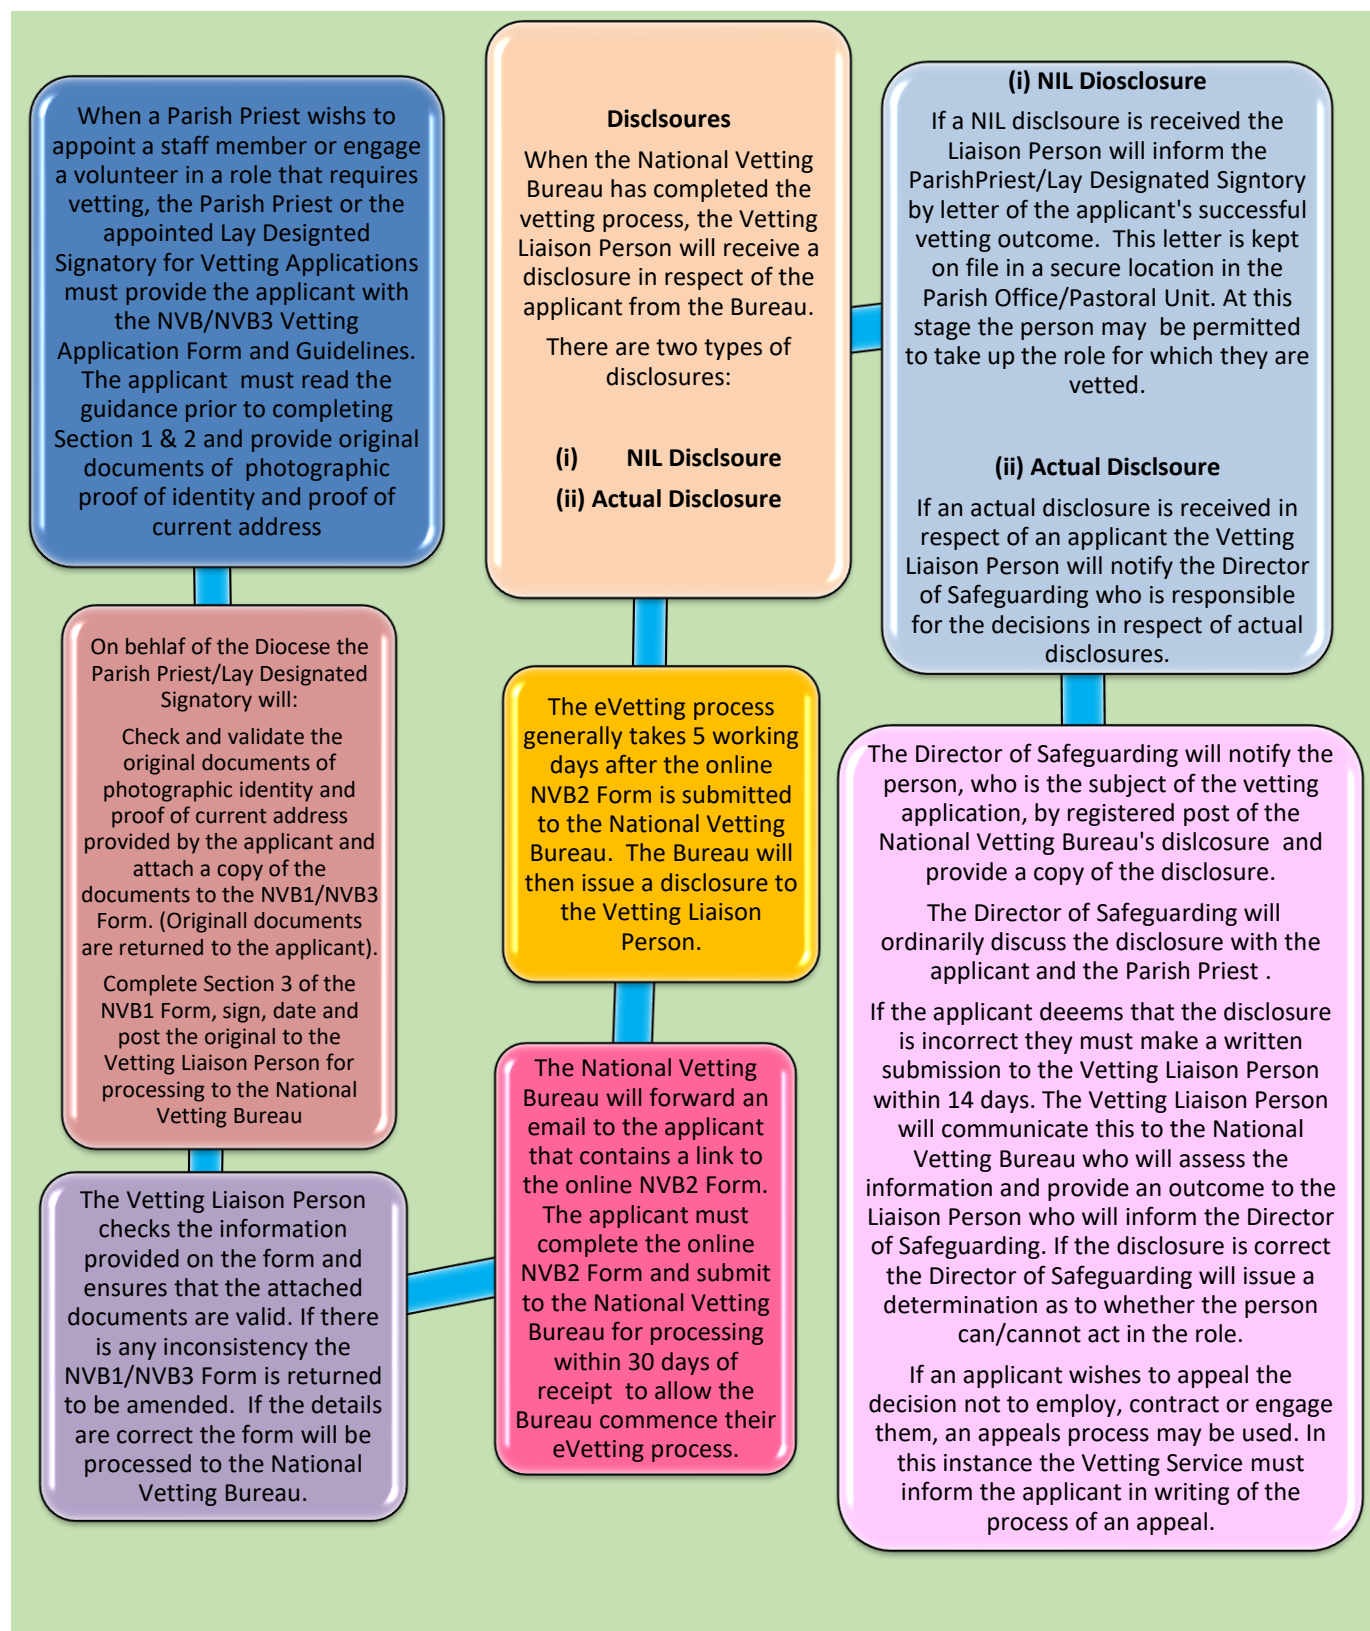 When a Parish Priest wishs to
appoint a staff member or engage
a volunteer in a role that requires
vetting, the Parish Priest or the
appointed Lay Designted
Signatory for Vetting Applications
must provide the applicant with
the NVB/NVB3 Vetting
Application Form and Guidelines.
The applicant  must read the
guidance prior to completing
Section 1 & 2 and provide original
documents of  photographic
proof of identity and proof of
current address
On behlaf of the Diocese the
Parish Priest/Lay Designated
Signatory will:
Check and validate the
original documents of
photographic identity and
proof of current address
provided by the applicant and
attach a copy of the
documents to the NVB1/NVB3
Form. (Originall documents
are returned to the applicant).
Complete Section 3 of the
NVB1 Form, sign, date and
post the original to the
Vetting Liaison Person for
processing to the National
Vetting Bureau
The Vetting Liaison Person
checks the information
provided on the form and
ensures that the attached
documents are valid. If there
is any inconsistency the
NVB1/NVB3 Form is returned
to be amended.  If the details
are correct the form will be
processed to the National
Vetting Bureau.
The National Vetting
Bureau will forward an
email to the applicant
that contains a link to
the online NVB2 Form.
The applicant must
complete the online
NVB2 Form and submit
to the National Vetting
Bureau for processing
within 30 days of
receipt  to allow the
Bureau commence their
eVetting process.
The eVetting process
generally takes 5 working
days after the online
NVB2 Form is submitted
to the National Vetting
Bureau.  The Bureau will
then issue a disclosure to
the Vetting Liaison
Person.
Disclsoures
When the National Vetting
Bureau has completed the
vetting process, the Vetting
Liaison Person will receive a
disclosure in respect of the
applicant from the Bureau.
There are two types of
disclosures:
(i)      NIL Disclsoure
(ii) Actual Disclosure
(i) NIL Diosclosure
If a NIL disclsoure is received the
Liaison Person will inform the
ParishPriest/Lay Designated Signtory
by letter of the applicant's successful
vetting outcome.  This letter is kept
on file in a secure location in the
Parish Office/Pastoral Unit. At this
stage the person may  be permitted
to take up the role for which they are
vetted.
(ii) Actual Disclsoure
If an actual disclosure is received in
respect of an applicant the Vetting
Liaison Person will notify the Director
of Safeguarding who is responsible
for the decisions in respect of actual
disclosures.
The Director of Safeguarding will notify the
person, who is the subject of the vetting
application, by registered post of the
National Vetting Bureau's dislcosure  and
provide a copy of the disclosure.
The Director of Safeguarding will
ordinarily discuss the disclosure with the
applicant and the Parish Priest .
If the applicant deeems that the disclosure
is incorrect they must make a written
submission to the Vetting Liaison Person
within 14 days. The Vetting Liaison Person
will communicate this to the National
Vetting Bureau who will assess the
information and provide an outcome to the
Liaison Person who will inform the Director
of Safeguarding. If the disclosure is correct
the Director of Safeguarding will issue a
determination as to whether the person
can/cannot act in the role.
If an applicant wishes to appeal the
decision not to employ, contract or engage
them, an appeals process may be used. In
this instance the Vetting Service must
inform the applicant in writing of the
process of an appeal.